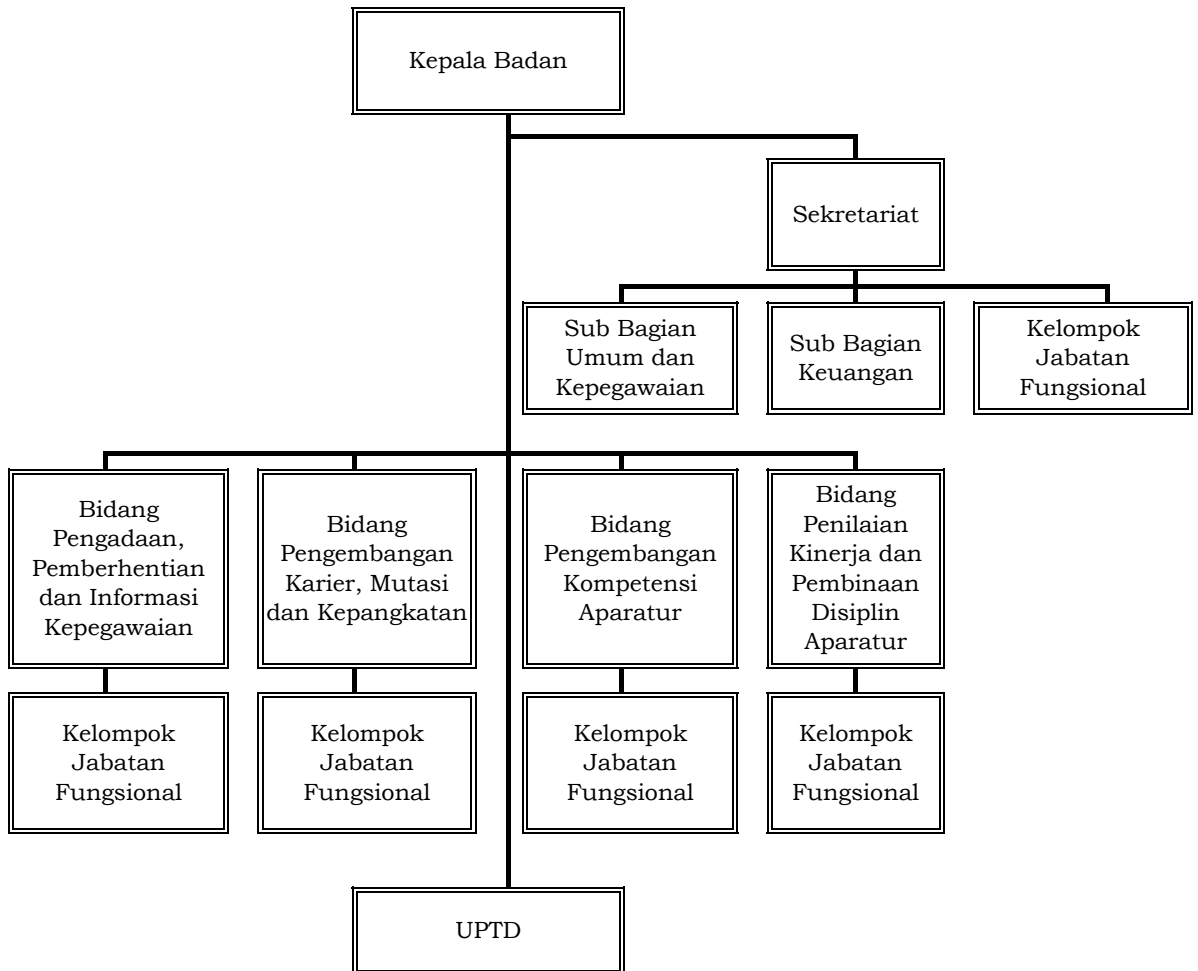 Kepala Badan
Sekretariat
Sub Bagian
Umum dan
Kepegawaian
Sub Bagian
Keuangan
Kelompok
Jabatan
Fungsional
Bidang
Pengadaan,
Pemberhentian
dan Informasi
Kepegawaian
Bidang
Pengembangan
Karier, Mutasi
dan Kepangkatan
Bidang
Pengembangan
Kompetensi
Aparatur
Bidang
Penilaian
Kinerja dan
Pembinaan
Disiplin
Aparatur
Kelompok
Jabatan
Fungsional
Kelompok
Jabatan
Fungsional
Kelompok
Jabatan
Fungsional
Kelompok
Jabatan
Fungsional
UPTD